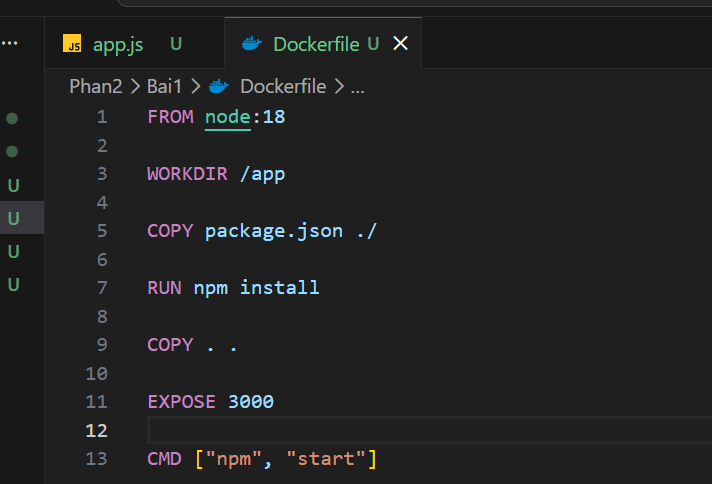 ...
JS app.js U
Dockerfile U
Phan2 > Bai1 > Dockerfile > ...
U
U
U
U
1 FROM node:18
2
3 WORKDIR /app
4
5 COPY package.json ./
6
7 RUN npm install
8
9 COPY . .
10
11 EXPOSE 3000
12
13 CMD ["npm", "start"]